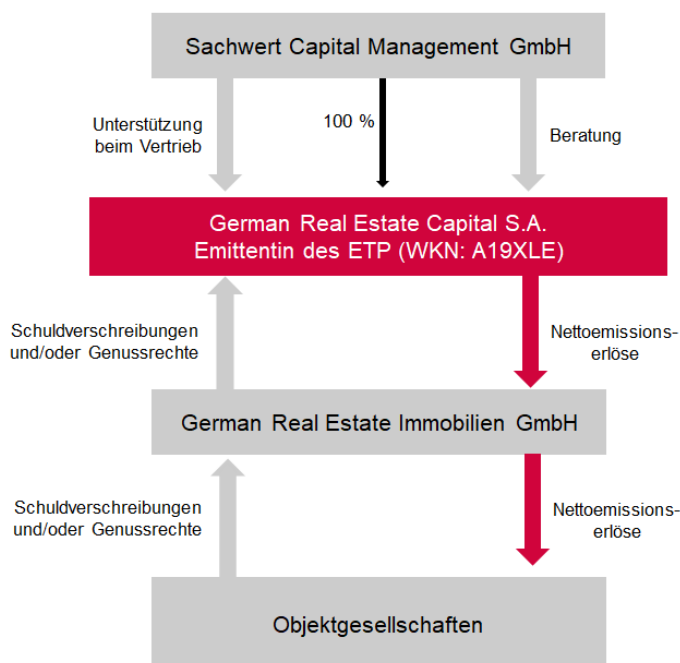 Sachwert Capital Management GmbH
Unterstützung
beim Vertrieb
100 %
Beratung
German Real Estate Capital S.A.
Emittentin des ETP (WKN: A19XLE)
Schuldverschreibungen
und/oder Genussrechte
Nettoemissions-
erlöse
German Real Estate Immobilien GmbH
Schuldverschreibungen
und/oder Genussrechte
Nettoemissions-
erlöse
Objektgesellschaften